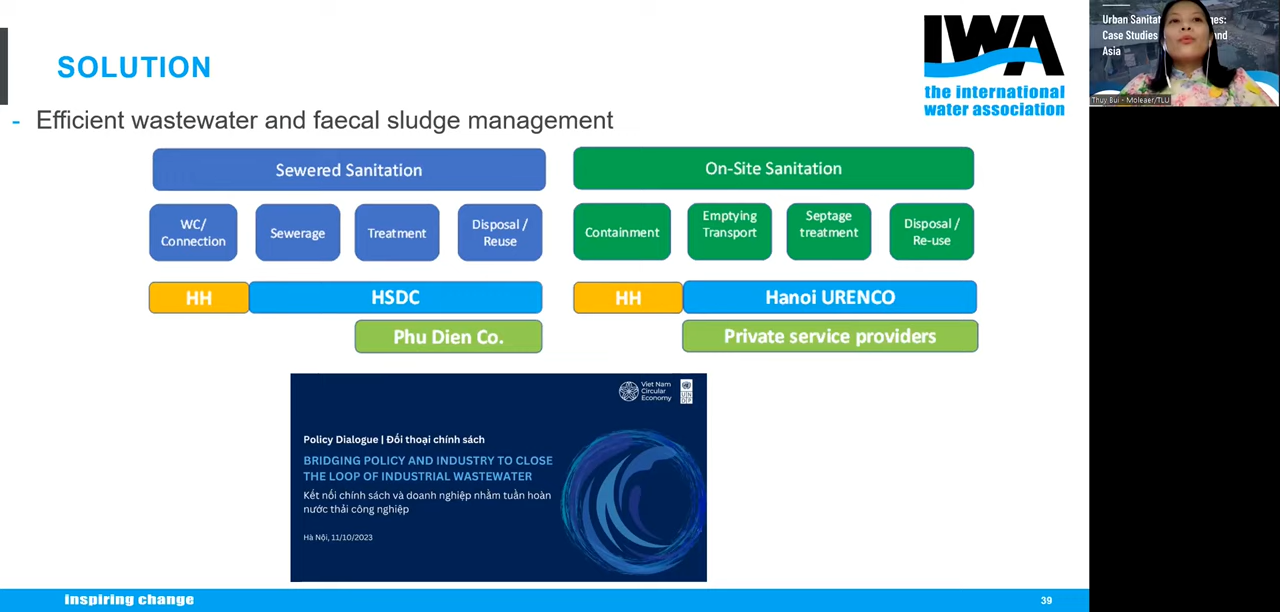 SOLUTION
IWA
the international
water association
- Efficient wastewater and faecal sludge management
Sewered Sanitation
On-Site Sanitation
WC/
Connection
Sewerage
Treatment
Disposal /
Reuse
Containment
Emptying
Transport
Septage
treatment
Disposal /
Re-use
HH
HSDC
HH
Hanoi URENCO
Phu Dien Co.
Private service providers
Viet Nam
Circular
Economy
UN
DP
Policy Dialogue | Đối thoại chính sách
BRIDGING POLICY AND INDUSTRY TO CLOSE
THE LOOP OF INDUSTRIAL WASTEWATER
Kết nối chính sách và doanh nghiệp nhằm tuần hoàn
nước thải công nghiệp
Hà Nội, 11/10/2023
inspiring change
39
Urban Sanitat es:
Case Studies nd
Asia
Thuy Bui - Moleaer/TLU